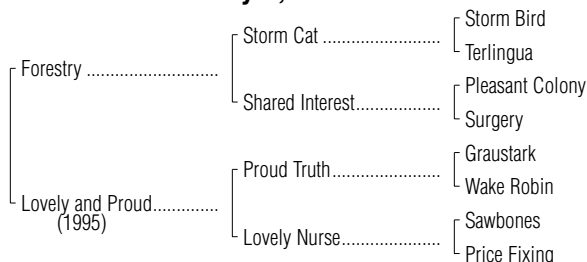 Storm Bird
Storm Cat ........................
Terlingua
Forestry ...........................
Pleasant Colony
Shared Interest.................
Surgery
Graustark
Proud Truth......................
Wake Robin
Lovely and Proud.............
(1995)
Sawbones
Lovely Nurse....................
Price Fixing